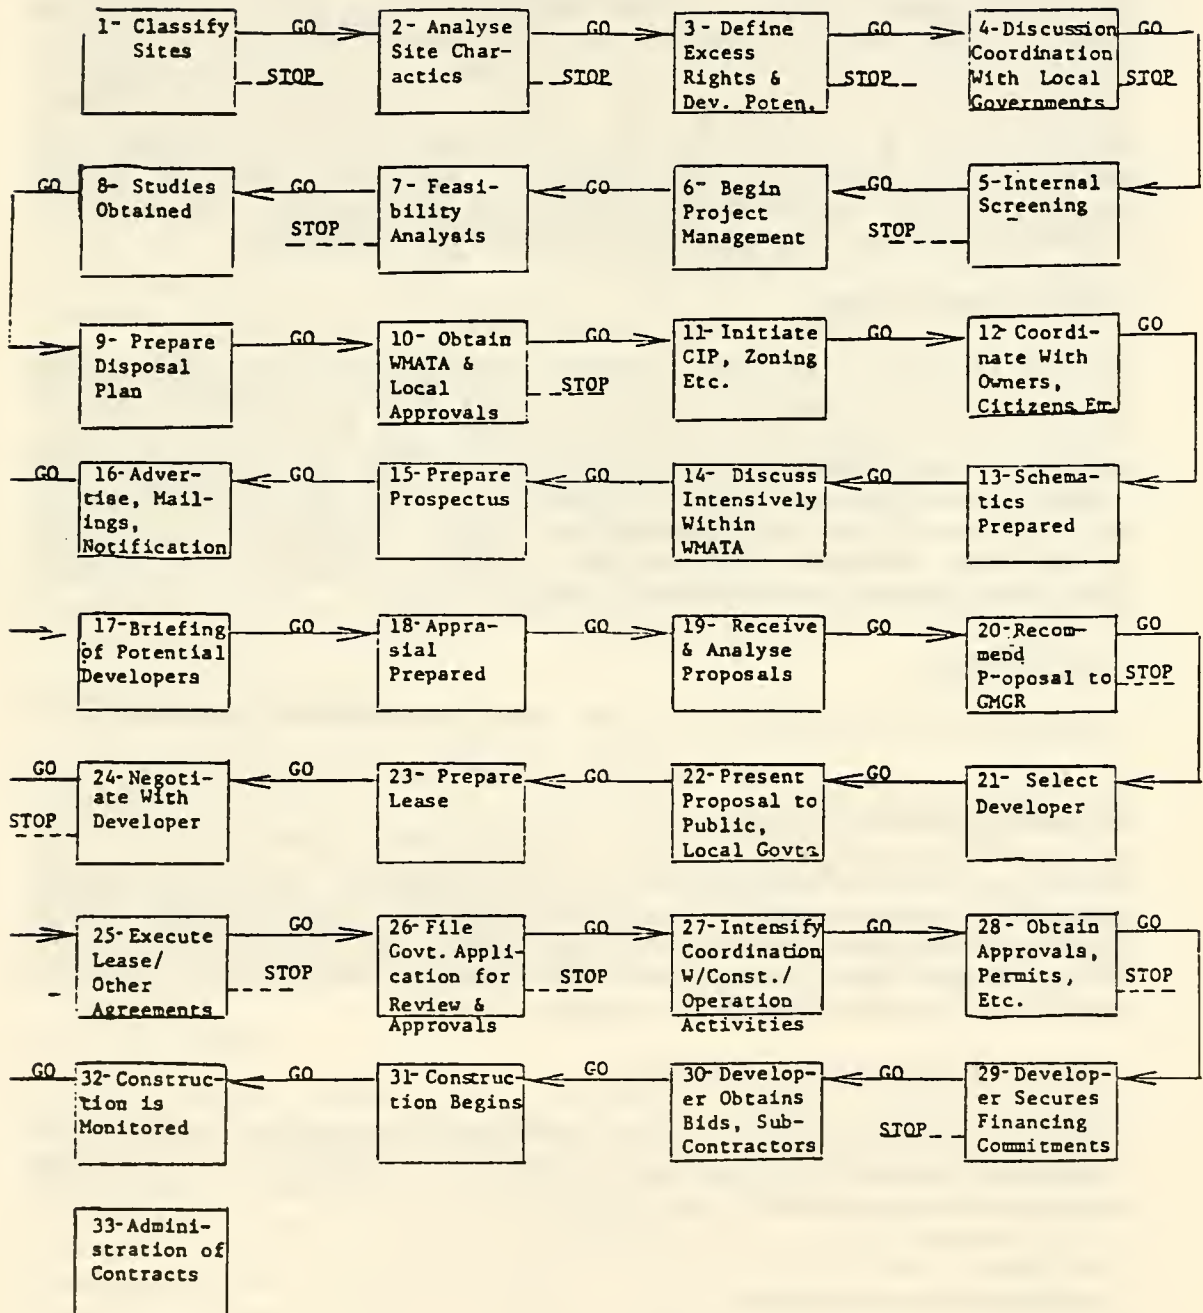 1- Classify
Sites
GO
STOP
2- Analyse
Site Char-
actics
GO
STOP
3- Define
Excess
Rights &
Dev. Poten.
GO
STOP
4-Discussion
Coordination
With Local
Governments
GO
STOP
5-Internal
Screening
GO
STOP
6- Begin
Project
Management
GO
7- Feasi-
bility
Analysis
GO
STOP
8- Studies
Obtained
GO
9- Prepare
Disposal
Plan
GO
10- Obtain
WMATA &
Local
Approvals
GO
STOP
11- Initiate
CIP, Zoning
Etc.
GO
12- Coordi-
nate With
Owners,
Citizens
GO
13-Schema-
tics
Prepared
GO
14- Discuss
Intensively
Within
WMATA
GO
15- Prepare
Prospectus
GO
16-Adver-
tise, Mail-
ings,
Notification
GO
17-Briefing
of Potential
Developers
GO
18-Appra-
sial
Prepared
GO
19- Receive
& Analyse
Proposals
GO
20-Recom-
mend
P-oposal to
GMGR
GO
STOP
21- Select
Developer
GO
22-Present
Proposal to
Public,
Local Govts
GO
23- Prepare
Lease
GO
24-Negoti-
ate With
Developer
GO
STOP
25-Execute
Lease/
Other
Agreements
GO
STOP
26-File
Govt. Appli-
cation for
Review &
Approvals
GO
STOP
27-Intensify
Coordination
W/Const./
Operation
Activities
GO
28- Obtain
Approvals,
Permits,
Etc.
GO
STOP
29-Develop-
er Secures
Financing
Commitments
GO
STOP
30-Develop-
er Obtains
Bids, Sub-
Contractors
GO
31-Construc-
tion Begins
GO
32-Construc-
tion is
Monitored
GO
33-Admini-
stration of
Contracts